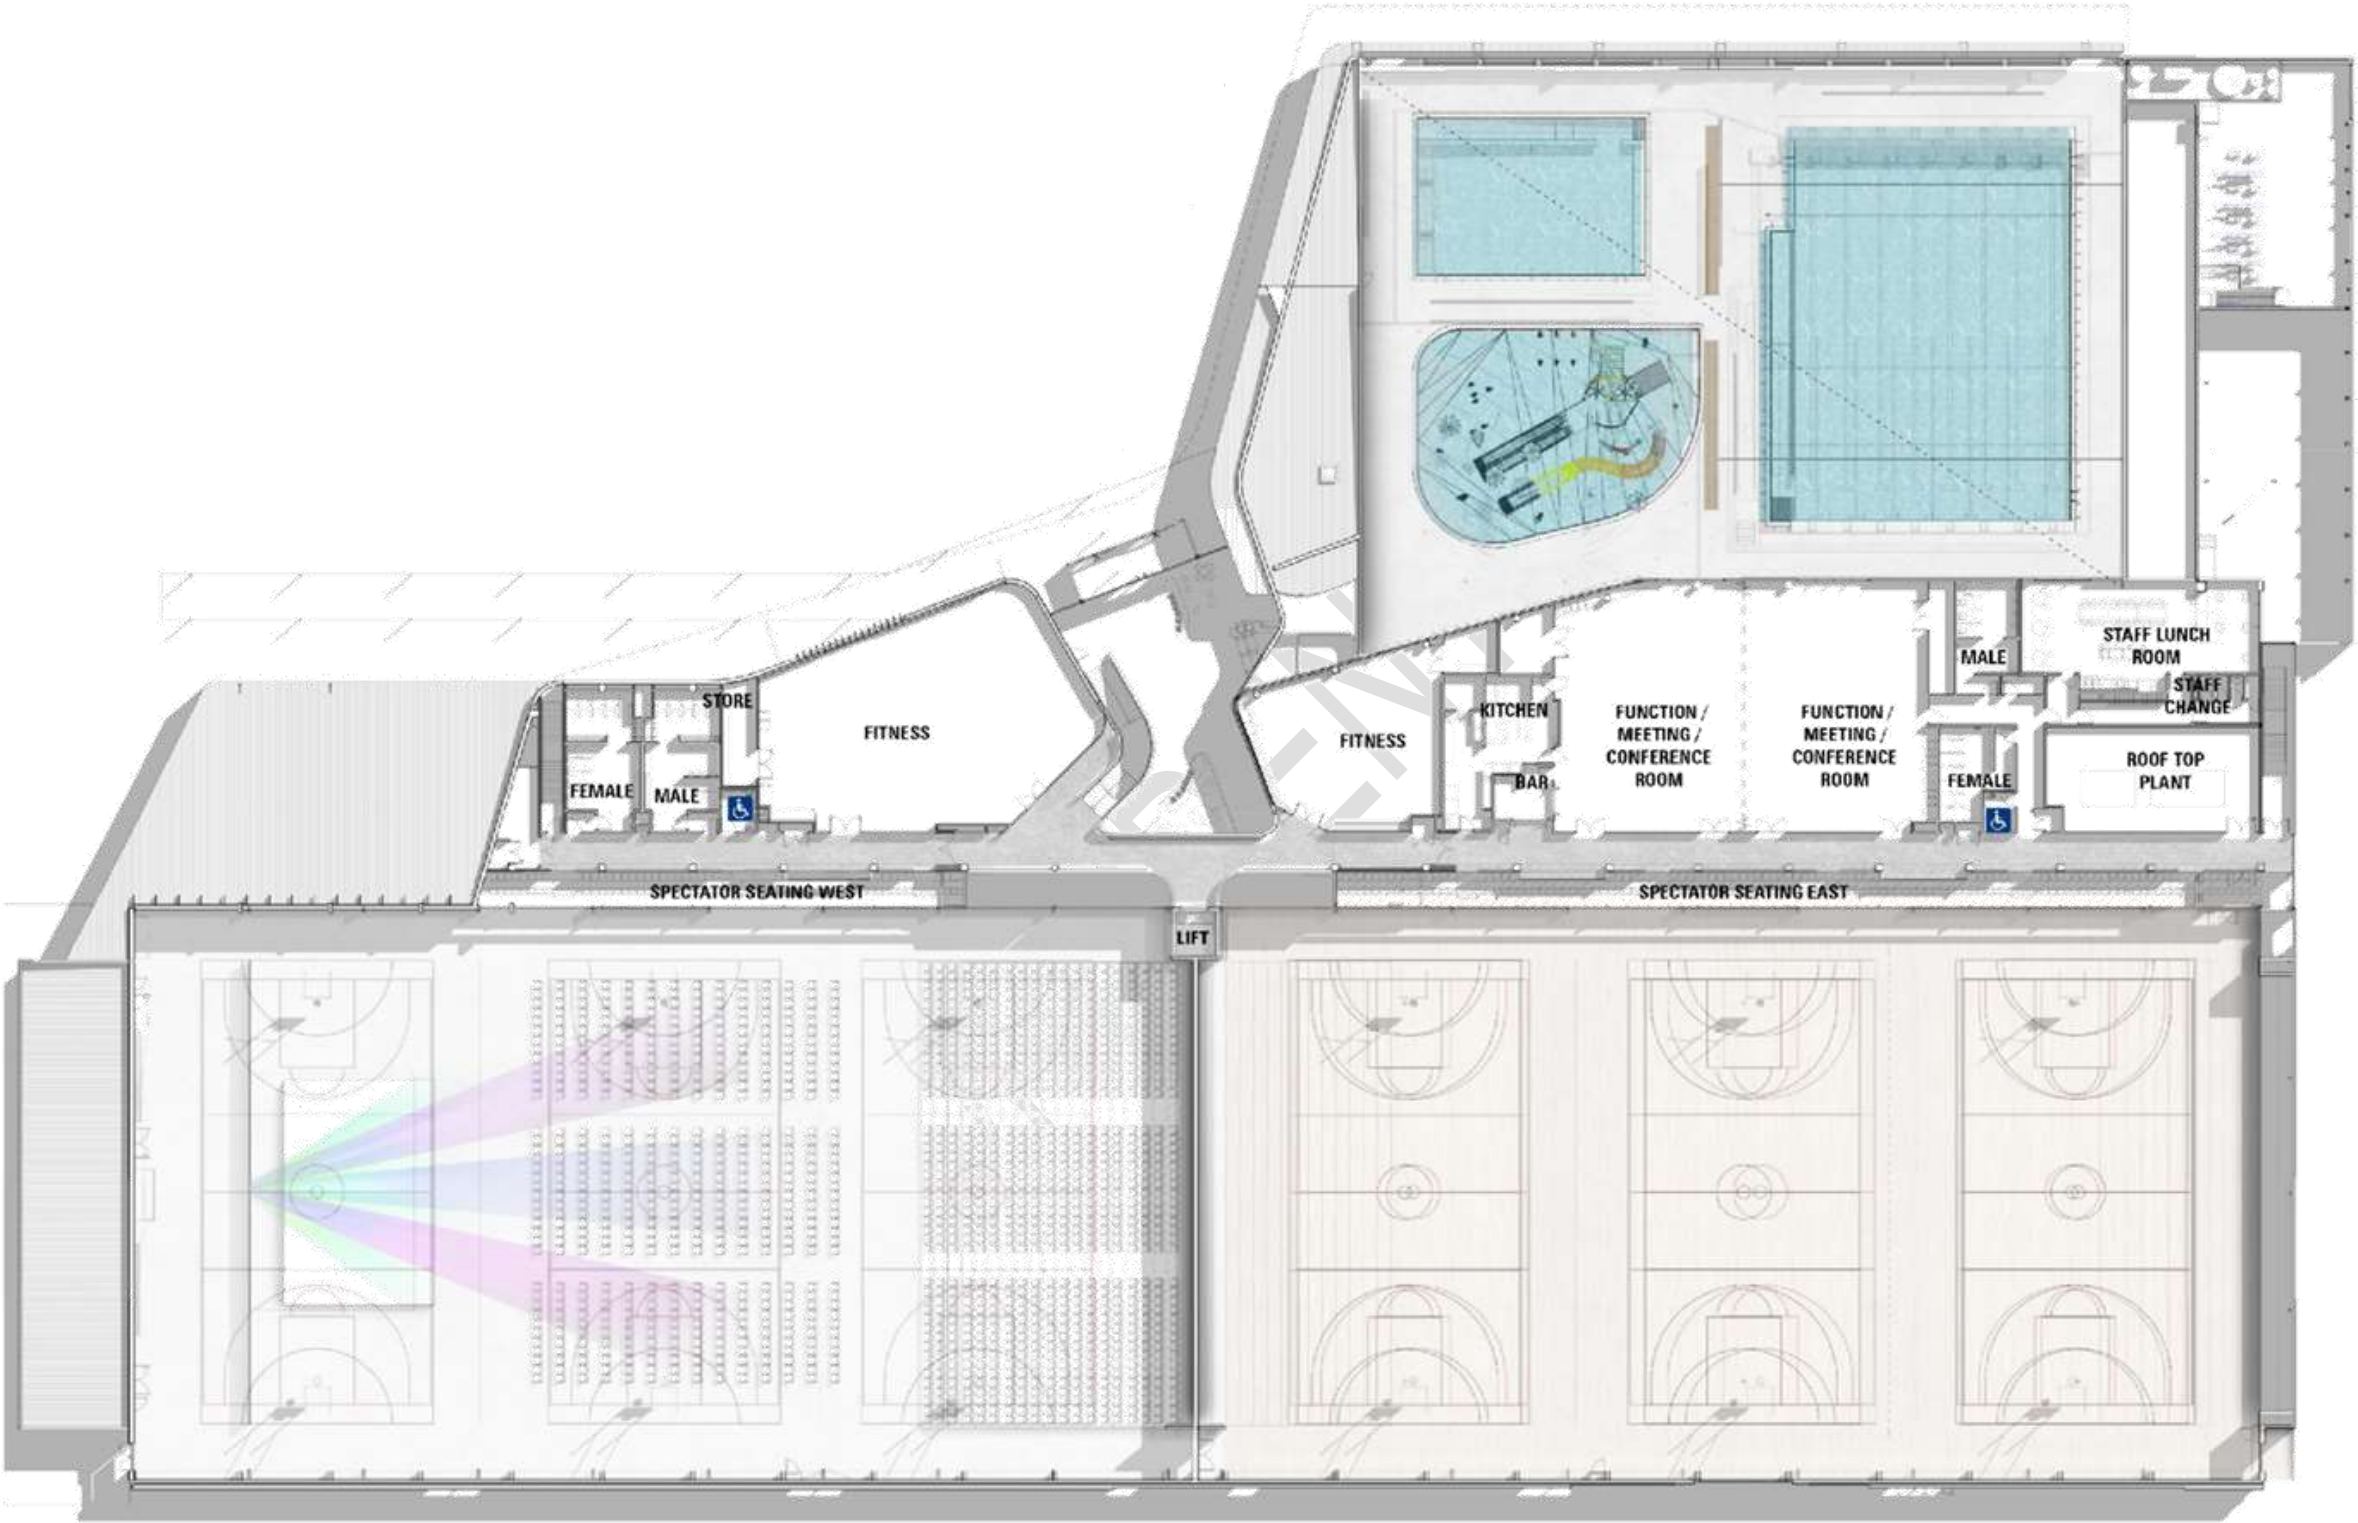 STAFF LUNCH
ROOM
MALE
STAFF
CHANGE
STORE
FITNESS
FITNESS
KITCHEN
BAR
FUNCTION /
MEETING /
CONFERENCE
ROOM
FUNCTION /
MEETING /
CONFERENCE
ROOM
FEMALE
MALE
FEMALE
ROOF TOP
PLANT
SPECTATOR SEATING WEST
SPECTATOR SEATING EAST
LIFT